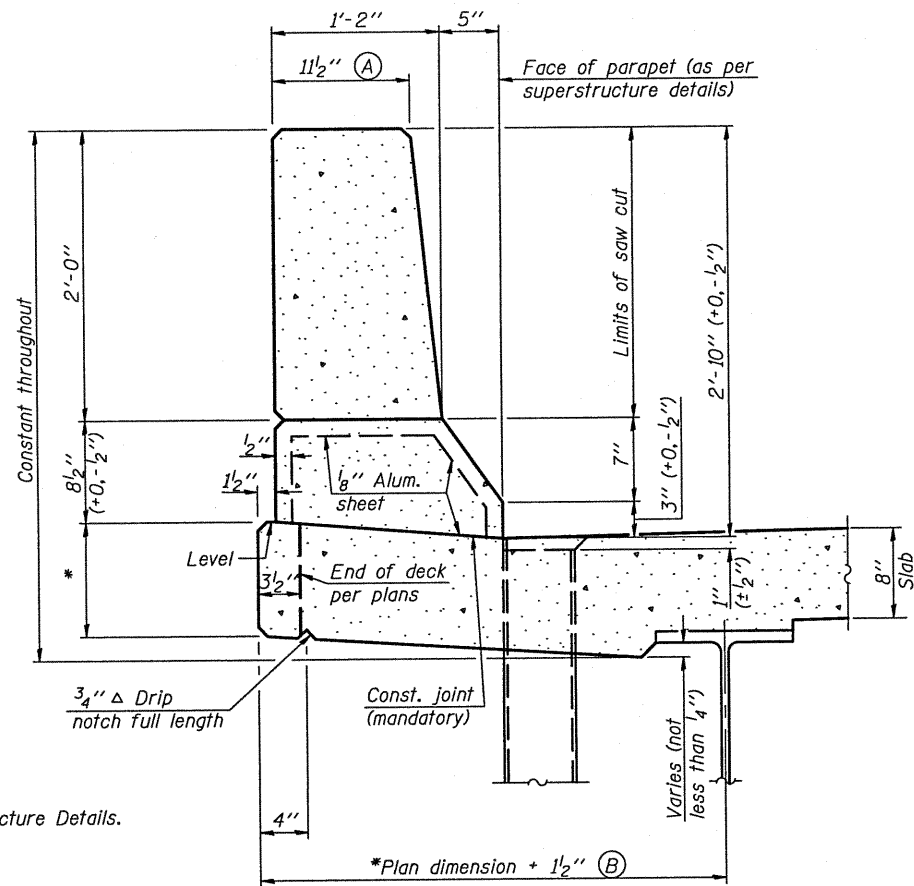 1'-2"
5"
11½" Ⓐ
Face of parapet (as per
superstructure details)
Constant throughout
2'-0"
Limits of saw cut
2'-10" (+0,-½")
8½"
(+0,-½")
½"
1½"
⅛" Alum.
sheet
7"
3" (+0,-½")
Level
*
3½"
End of deck
per plans
1"
(±½")
8"
Slab
¾" Δ Drip
notch full length
Const. joint
(mandatory)
Varies (not
less than ¼")
cture Details.
4"
*Plan dimension + 1½" Ⓑ